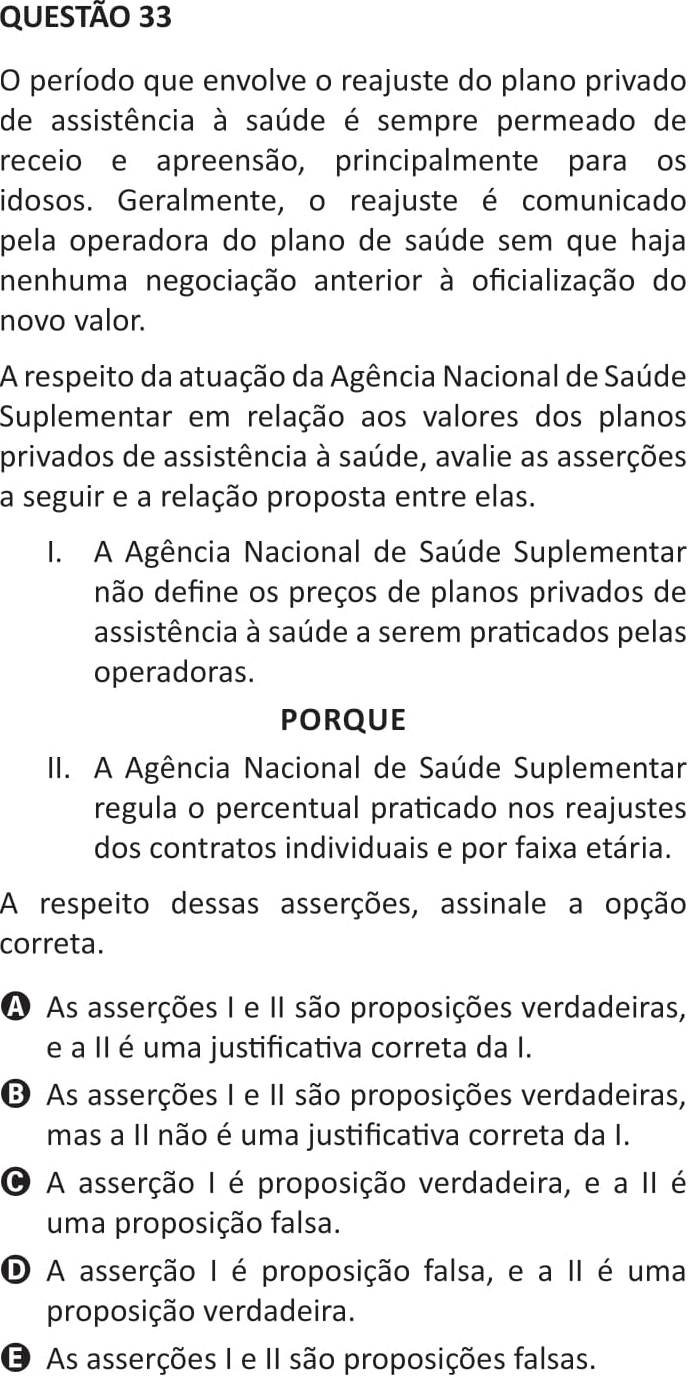 QUESTÃO 33
O período que envolve o reajuste do plano privado
de assistência à saúde é sempre permeado de
receio e apreensão, principalmente para os
idosos. Geralmente, o reajuste é comunicado
pela operadora do plano de saúde sem que haja
nenhuma negociação anterior à oficialização do
novo valor.
A respeito da atuação da Agência Nacional de Saúde
Suplementar em relação aos valores dos planos
privados de assistência à saúde, avalie as asserções
a seguir e a relação proposta entre elas.
I. A Agência Nacional de Saúde Suplementar
não define os preços de planos privados de
assistência à saúde a serem praticados pelas
operadoras.
PORQUE
II. A Agência Nacional de Saúde Suplementar
regula o percentual praticado nos reajustes
dos contratos individuais e por faixa etária.
A respeito dessas asserções, assinale a opção
correta.
A As asserções I e II são proposições verdadeiras,
e a II é uma justificativa correta da I.
B As asserções I e II são proposições verdadeiras,
mas a II não é uma justificativa correta da I.
C A asserção I é proposição verdadeira, e a II é
uma proposição falsa.
D A asserção I é proposição falsa, e a II é uma
proposição verdadeira.
E As asserções I e II são proposições falsas.